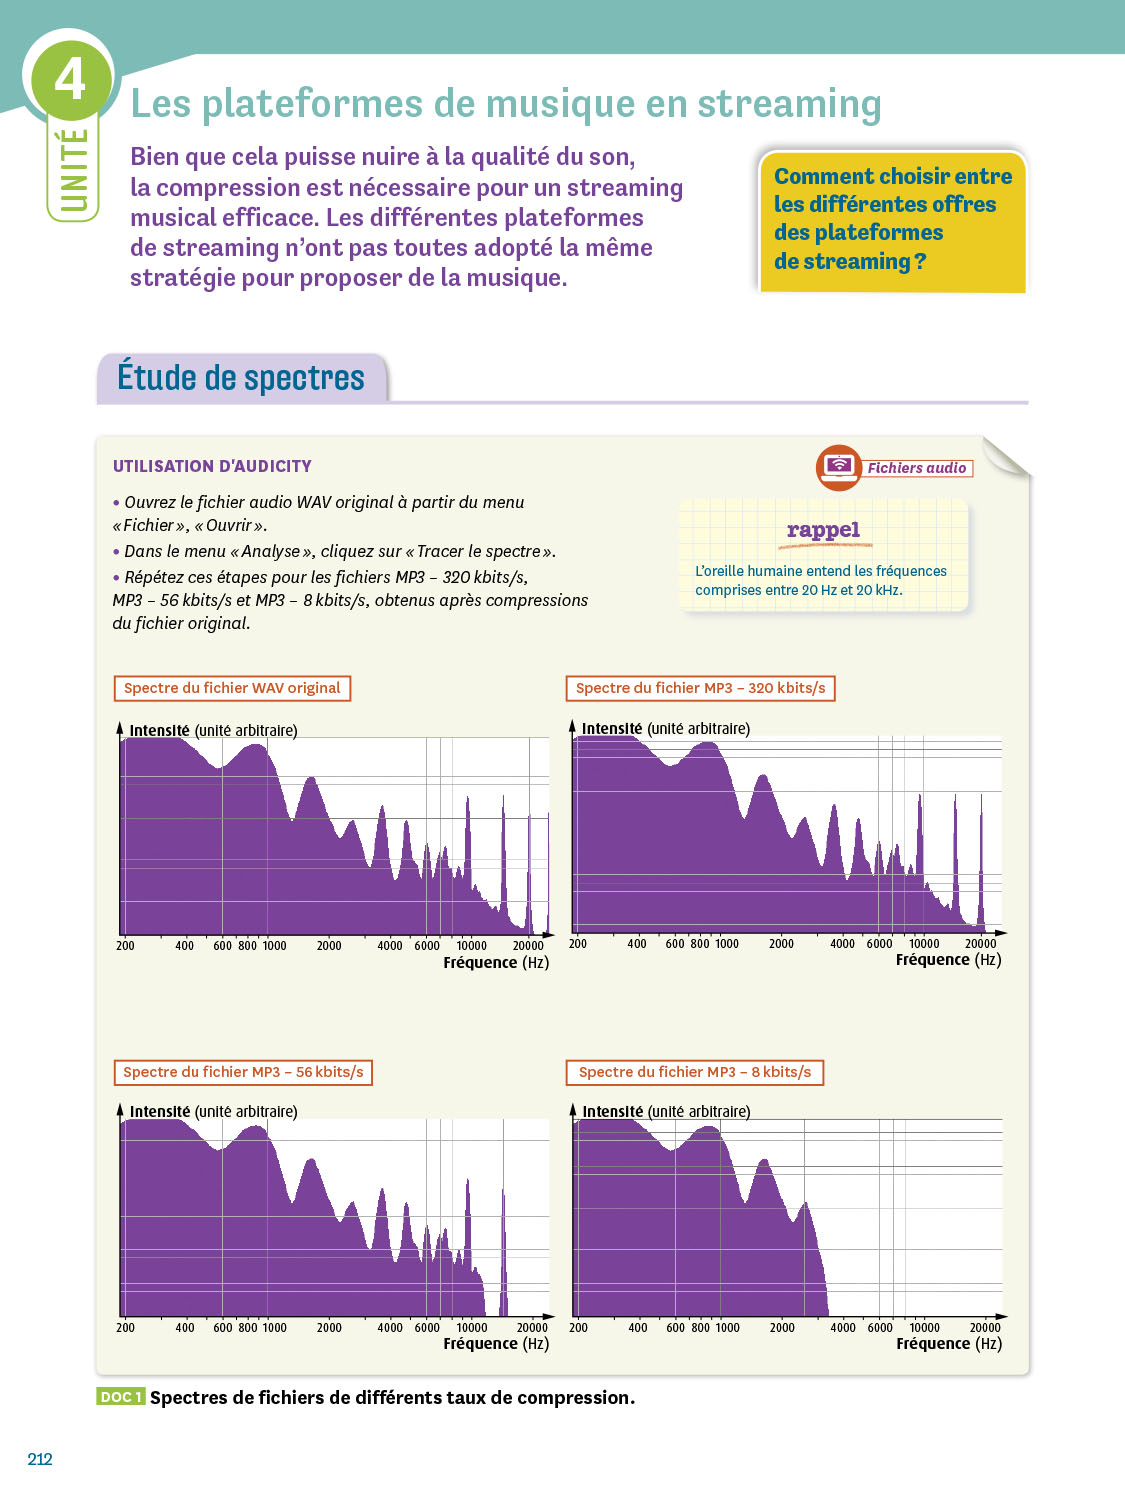 4
UNITÉ
Les plateformes de musique en streaming
Bien que cela puisse nuire à la qualité du son,
la compression est nécessaire pour un streaming
musical efficace. Les différentes plateformes
de streaming n’ont pas toutes adopté la même
stratégie pour proposer de la musique.
Comment choisir entre
les différentes offres
des plateformes
de streaming ?
Étude de spectres
UTILISATION D’AUDICITY
• Ouvrez le fichier audio WAV original à partir du menu
« Fichier », « Ouvrir ».
• Dans le menu « Analyse », cliquez sur « Tracer le spectre ».
• Répétez ces étapes pour les fichiers MP3 – 320 kbits/s,
MP3 – 56 kbits/s et MP3 – 8 kbits/s, obtenus après compressions
du fichier original.
Fichiers audio
rappel
L’oreille humaine entend les fréquences
comprises entre 20 Hz et 20 kHz.
Spectre du fichier WAV original
Intensité (unité arbitraire)
200 400 600 800 1000 2000 4000 6000 10000 20000
Fréquence (Hz)
Spectre du fichier MP3 – 320 kbits/s
Intensité (unité arbitraire)
200 400 600 800 1000 2000 4000 6000 10000 20000
Fréquence (Hz)
Spectre du fichier MP3 – 56 kbits/s
Intensité (unité arbitraire)
200 400 600 800 1000 2000 4000 6000 10000 20000
Fréquence (Hz)
Spectre du fichier MP3 – 8 kbits/s
Intensité (unité arbitraire)
200 400 600 800 1000 2000 4000 6000 10000 20000
Fréquence (Hz)
DOC 1 Spectres de fichiers de différents taux de compression.
212